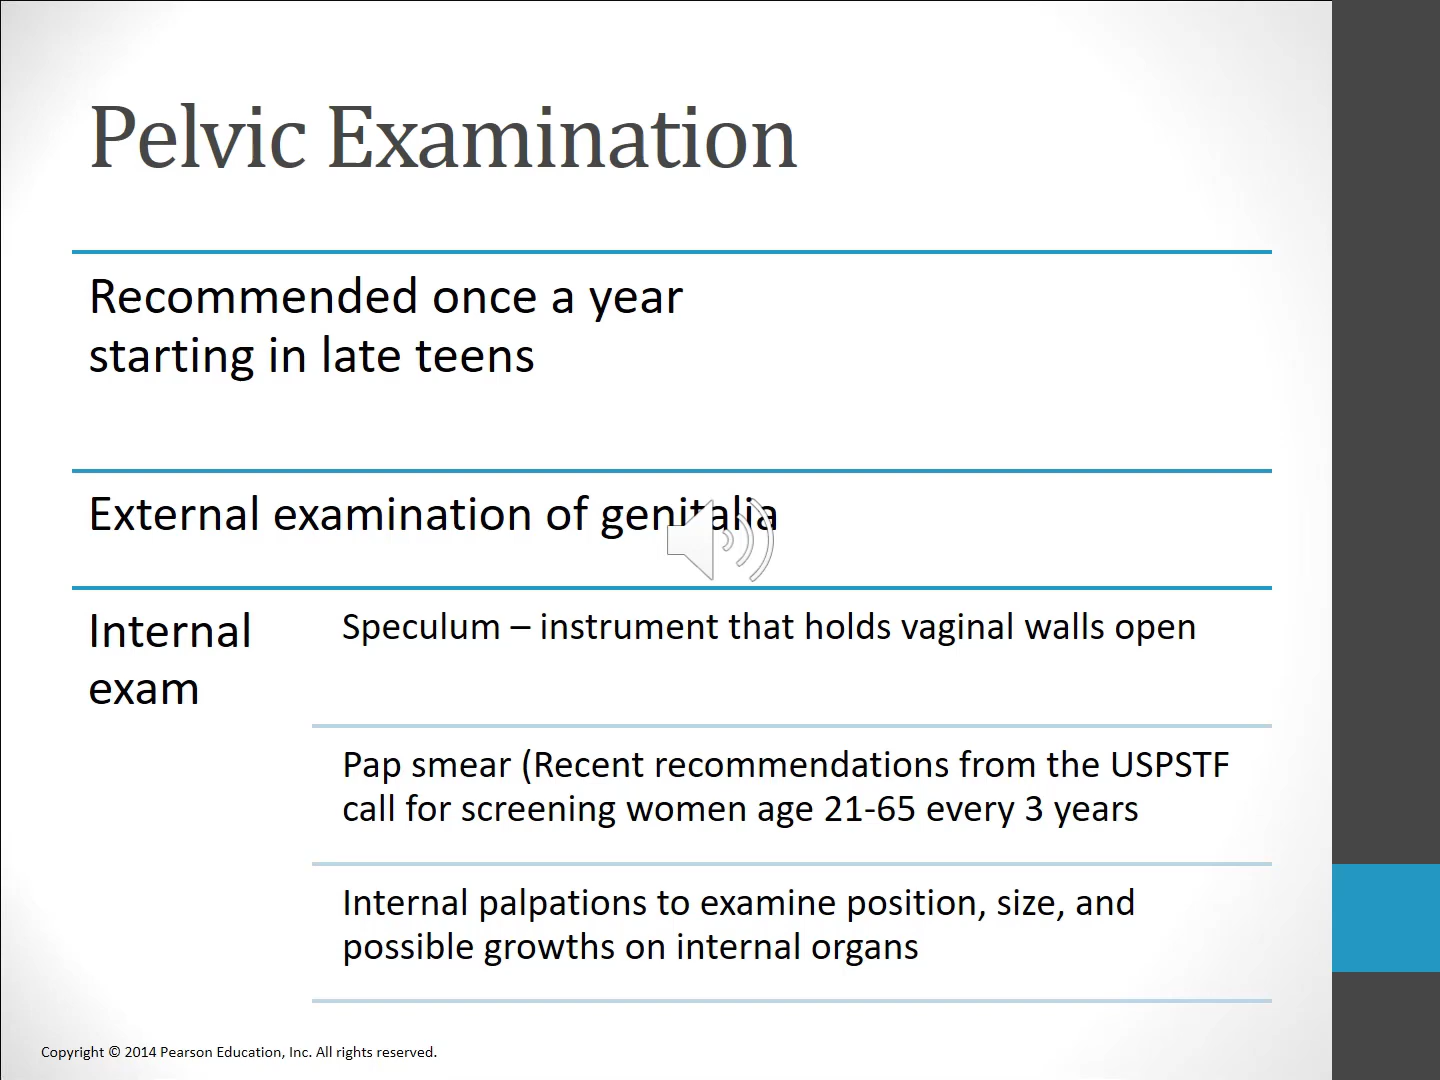 Pelvic Examination
Recommended once a year
starting in late teens
External examination of genitalia
Internal
exam
Speculum – instrument that holds vaginal walls open
Pap smear (Recent recommendations from the USPSTF
call for screening women age 21-65 every 3 years
Internal palpations to examine position, size, and
possible growths on internal organs
Copyright © 2014 Pearson Education, Inc. All rights reserved.